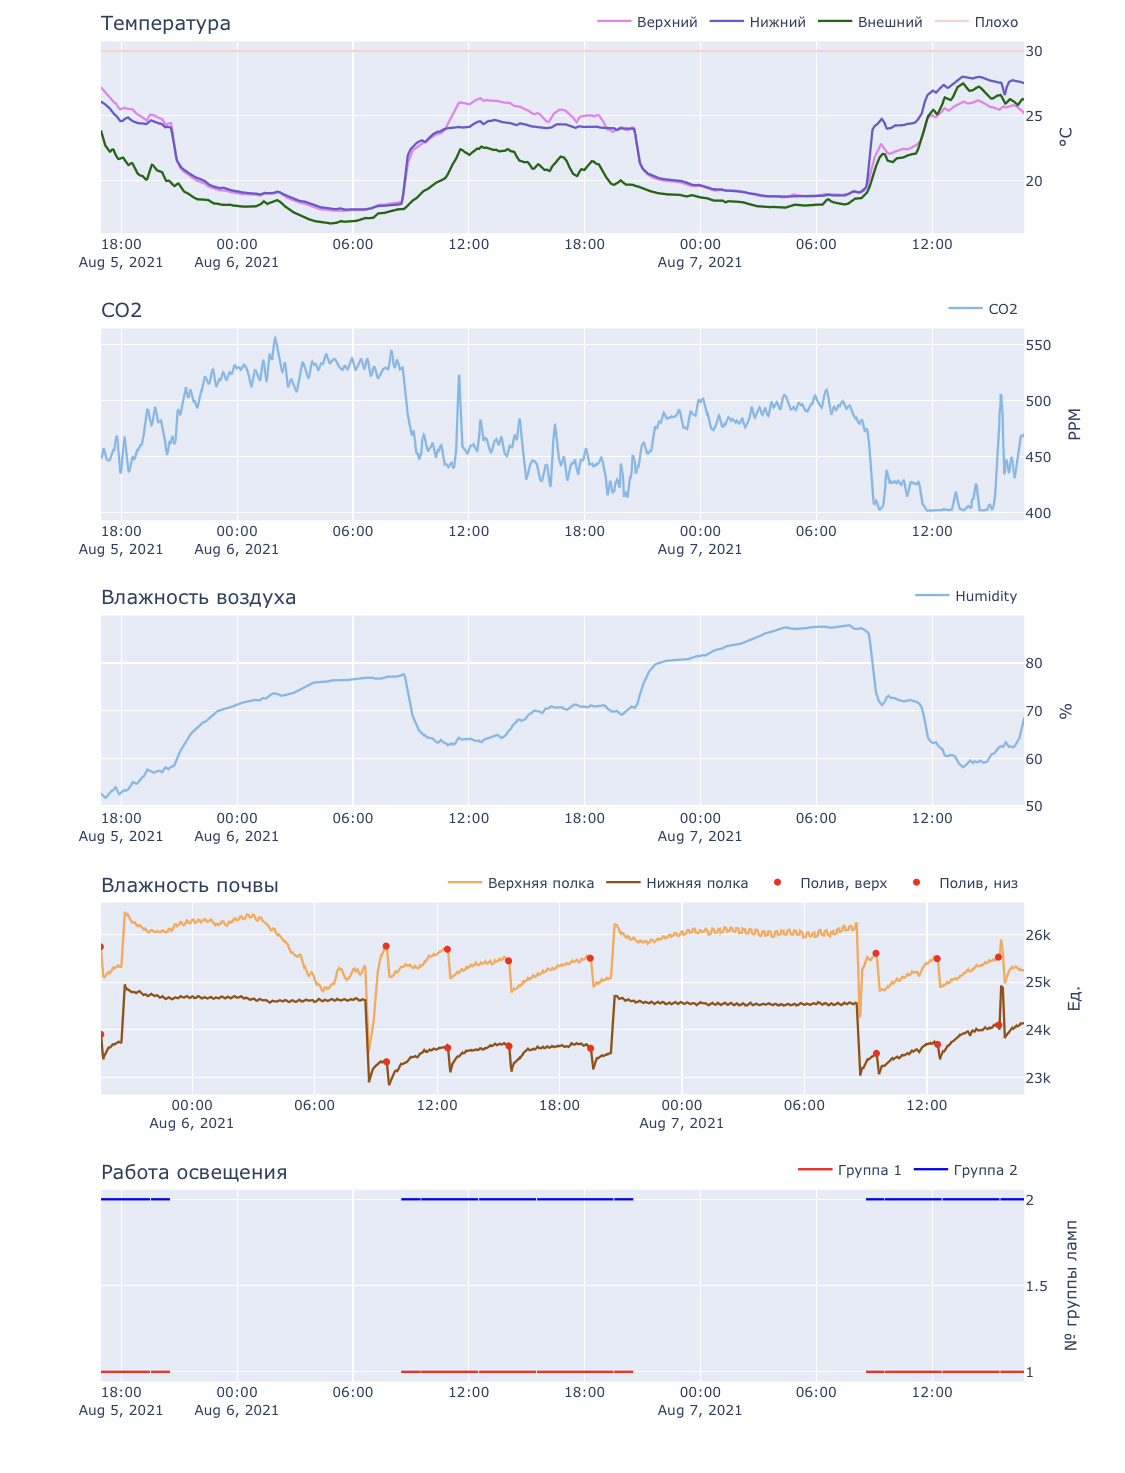 Температура
Верхний Нижний Внешний Плохо
30
25
20
°C
18:00 00:00 06:00 12:00 18:00 00:00 06:00 12:00
Aug 5, 2021 Aug 6, 2021 Aug 7, 2021
CO2
CO2
550
500
450
400
PPM
18:00 00:00 06:00 12:00 18:00 00:00 06:00 12:00
Aug 5, 2021 Aug 6, 2021 Aug 7, 2021
Влажность воздуха
Humidity
80
70
60
50
%
18:00 00:00 06:00 12:00 18:00 00:00 06:00 12:00
Aug 5, 2021 Aug 6, 2021 Aug 7, 2021
Влажность почвы
Верхняя полка Нижняя полка Полив, верх Полив, низ
26k
25k
24k
23k
Ед.
00:00 06:00 12:00 18:00 00:00 06:00 12:00
Aug 6, 2021 Aug 7, 2021
Работа освещения
Группа 1 Группа 2
2
1.5
1
№ группы ламп
18:00 00:00 06:00 12:00 18:00 00:00 06:00 12:00
Aug 5, 2021 Aug 6, 2021 Aug 7, 2021